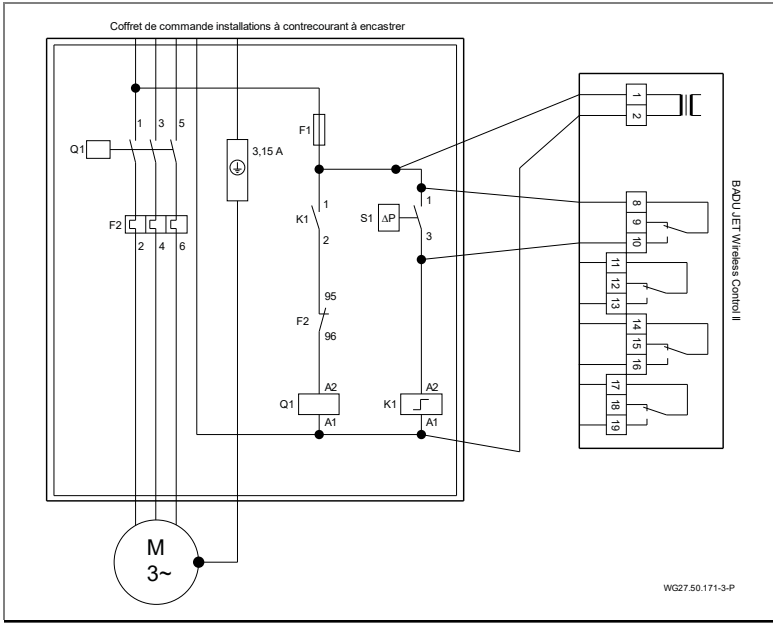 Coffret de commande installations à contrecourant à encastrer
1 3 5
Q1
F2
2 4 6
3,15 A
F1
K1
1
2
S1
ΔP
1
3
F2
95
96
Q1
A2
A1
K1
A2
A1
M
3~
1
2
8
9
10
11
12
13
14
15
16
17
18
19
BADU JET Wireless Control II
WG27.50.171-3-P